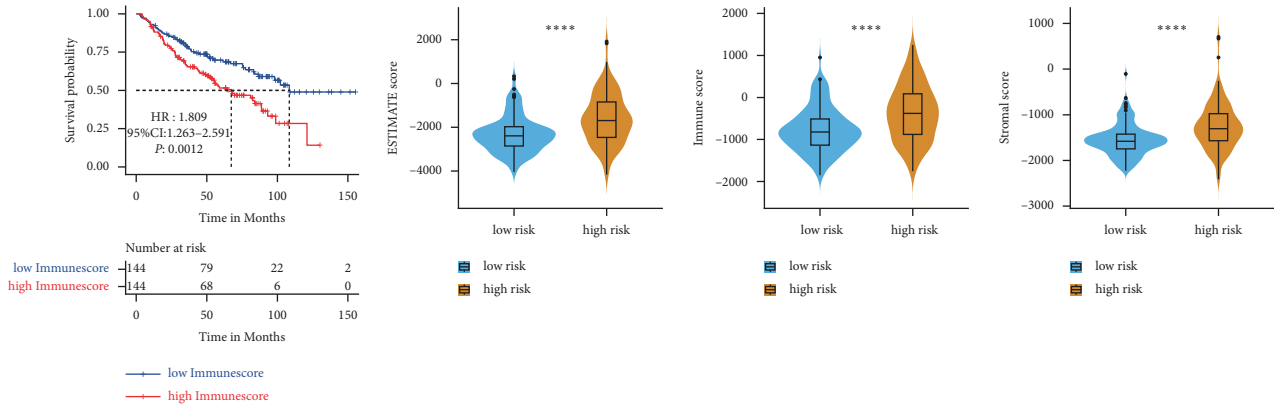 Survival probability
1.00
0.75
0.50
0.25
0.00
HR : 1.809
95%CI:1.263–2.591
P: 0.0012
0 50 100 150
Time in Months
Number at risk
low Immunescore 144 79 22 2
high Immunescore 144 68 6 0
0 50 100 150
Time in Months
low Immunescore
high Immunescore
ESTIMATE score
2000
0
–2000
–4000
****
low risk high risk
low risk
high risk
Immune score
2000
1000
0
–1000
–2000
****
low risk high risk
low risk
high risk
Stromal score
1000
0
–1000
–2000
–3000
****
low risk high risk
low risk
high risk